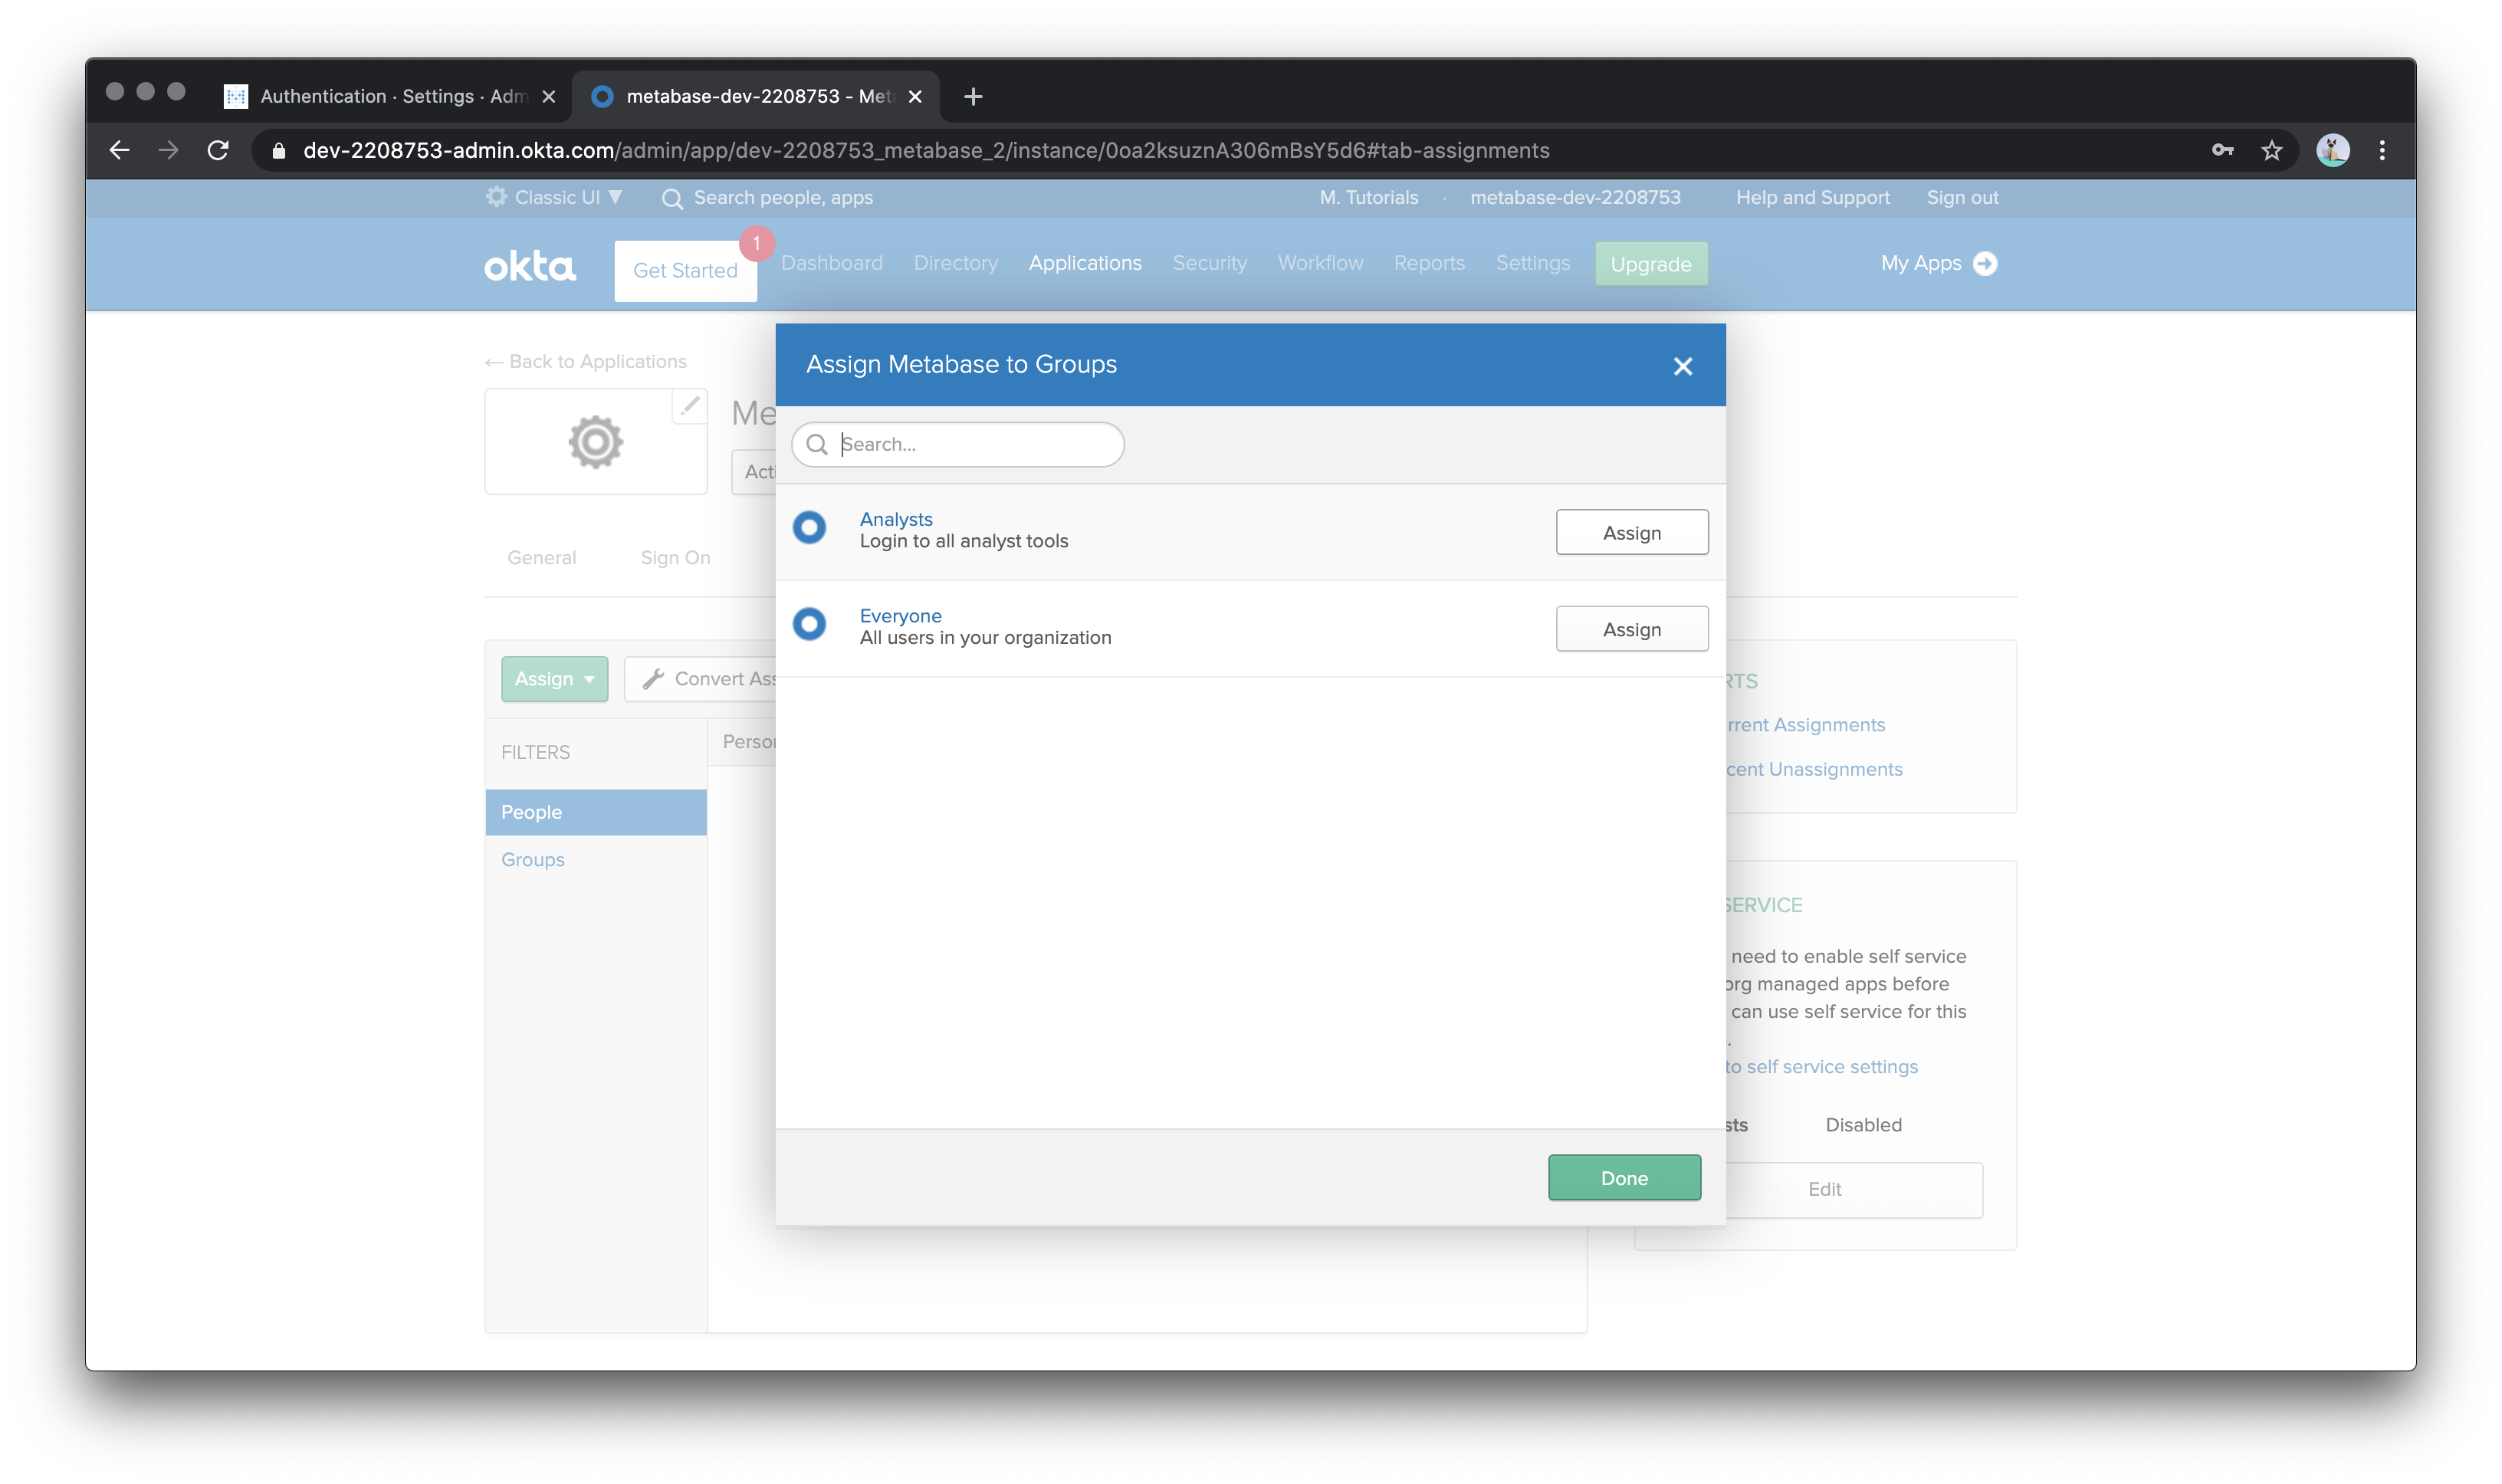 Authentication · Settings · Adm
metabase-dev-2208753 - Met
dev-2208753-admin.okta.com/admin/app/dev-2208753_metabase_2/instance/0oa2ksuznA306mBsY5d6#tab-assignments
Classic UI
Search people, apps
M. Tutorials · metabase-dev-2208753
Help and Support
Sign out
okta
Get Started
1
Dashboard
Directory
Applications
Security
Workflow
Reports
Settings
Upgrade
My Apps
← Back to Applications
Me
Acti
General
Sign On
Assign
Convert Ass
FILTERS
Person
People
Groups
Assign Metabase to Groups
Search...
Analysts
Login to all analyst tools
Assign
Everyone
All users in your organization
Assign
Done
RTS
rrent Assignments
cent Unassignments
SERVICE
need to enable self service
org managed apps before
can use self service for this
.
to self service settings
sts
Disabled
Edit